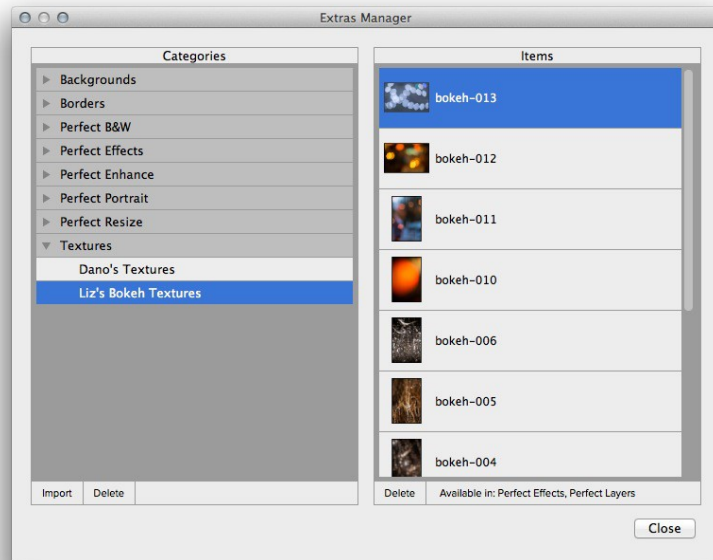 Extras Manager
Categories
Backgrounds
Borders
Perfect B&W
Perfect Effects
Perfect Enhance
Perfect Portrait
Perfect Resize
Textures
Dano's Textures
Liz's Bokeh Textures
Import Delete
Items
bokeh-013
bokeh-012
bokeh-011
bokeh-010
bokeh-006
bokeh-005
bokeh-004
Delete Available in: Perfect Effects, Perfect Layers
Close